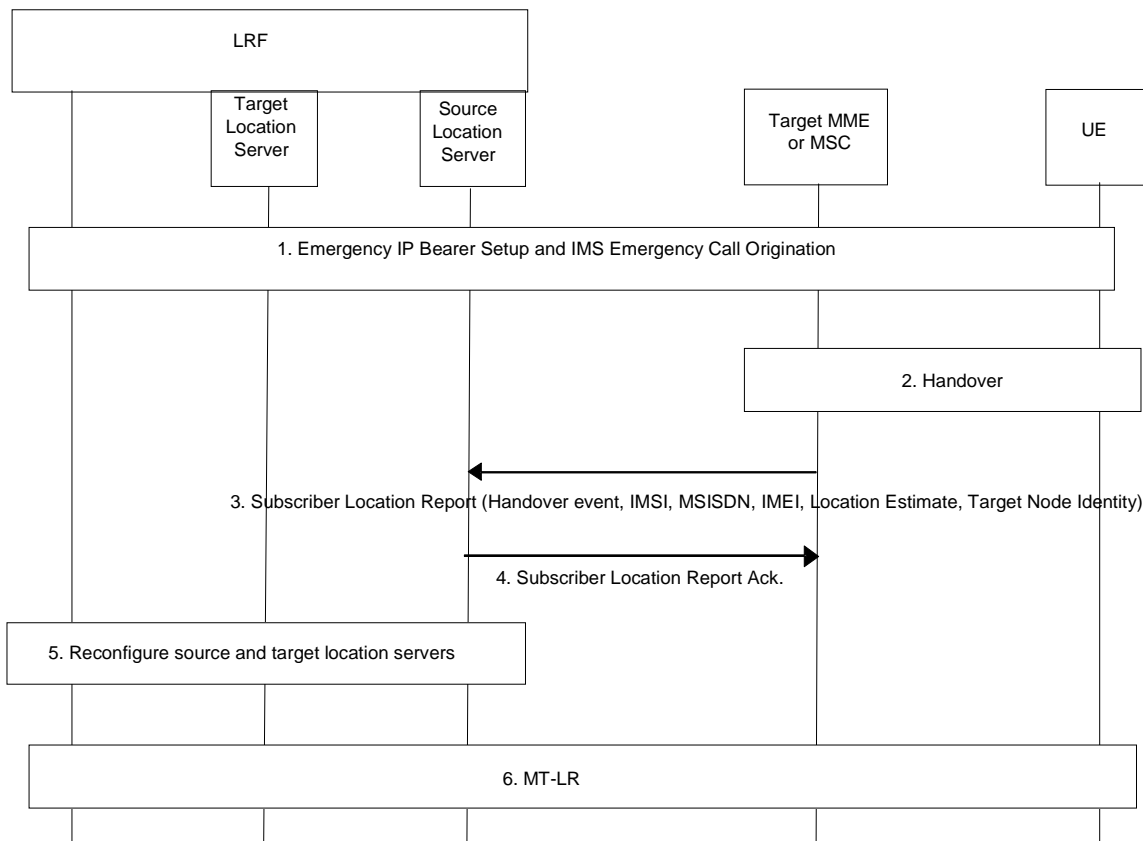 LRF
Target
Location
Server
Source
Location
Server
Target MME
or MSC
UE
1. Emergency IP Bearer Setup and IMS Emergency Call Origination
2. Handover
3. Subscriber Location Report (Handover event, IMSI, MSISDN, IMEI, Location Estimate, Target Node Identity)
4. Subscriber Location Report Ack.
5. Reconfigure source and target location servers
6. MT-LR